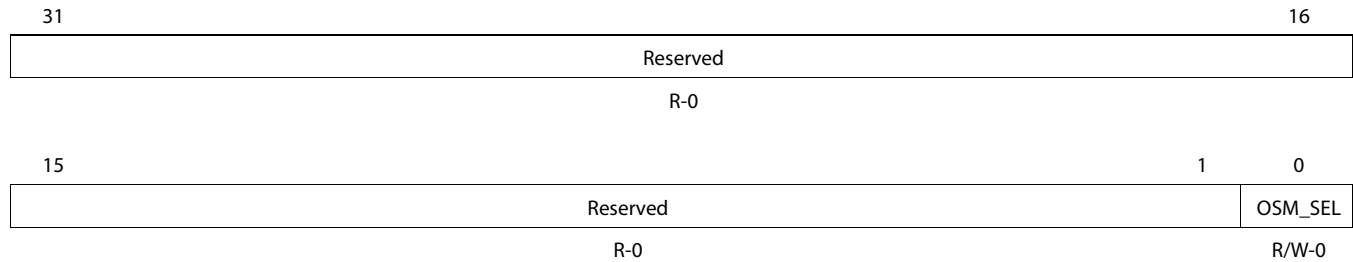 31 16
Reserved
R-0
15 1 0
Reserved OSM_SEL
R-0 R/W-0